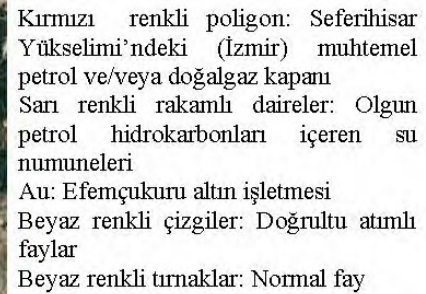 Kırmızı renkli poligon: Seferihisar
Yükselimi’ndeki (İzmir) muhtemel
petrol ve/veya doğalgaz kapanı
Sarı renkli rakamlı daireler: Olgun
petrol hidrokarbonları içeren su
numuneleri
Au: Efemçukuru altın işletmesi
Beyaz renkli çizgiler: Doğrultu atımlı
faylar
Beyaz renkli tırnaklar: Normal fay